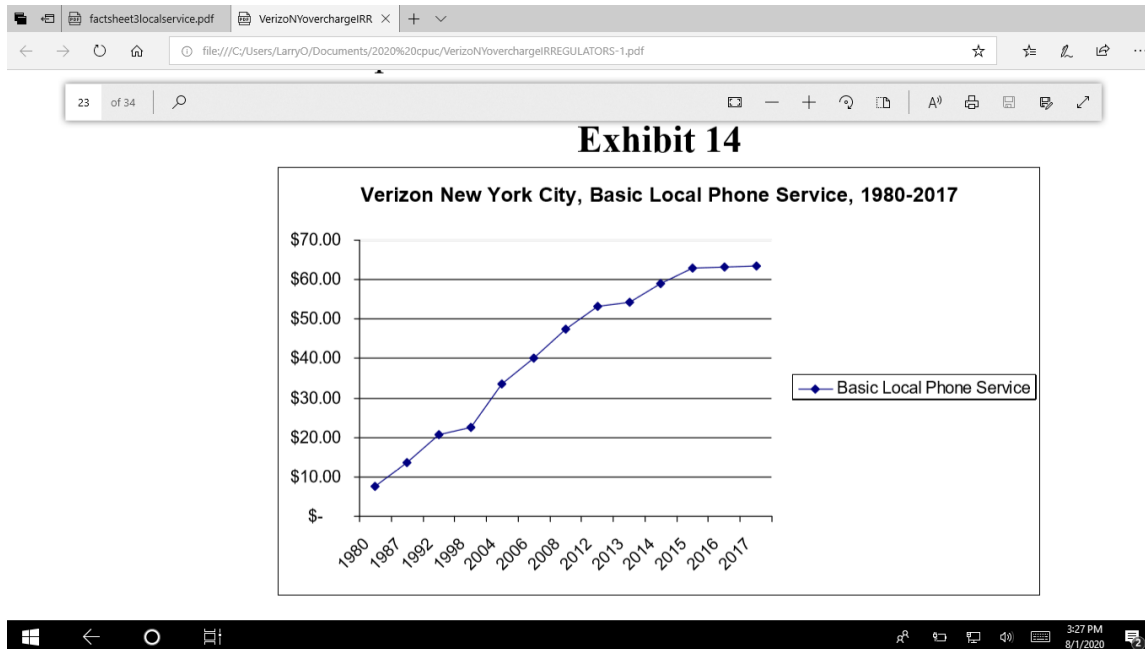 factsheet3localservice.pdf
VerizoNYoverchargeIRR
file:///C:/Users/LarryO/Documents/2020%20cpuc/VerizoNYoverchargeIRREGULATORS-1.pdf
23 of 34
Exhibit 14
Verizon New York City, Basic Local Phone Service, 1980-2017
$70.00
$60.00
$50.00
$40.00
$30.00
$20.00
$10.00
$-
Basic Local Phone Service
1980 1987 1992 1998 2004 2006 2008 2012 2013 2014 2015 2016 2017
3:27 PM
8/1/2020
2